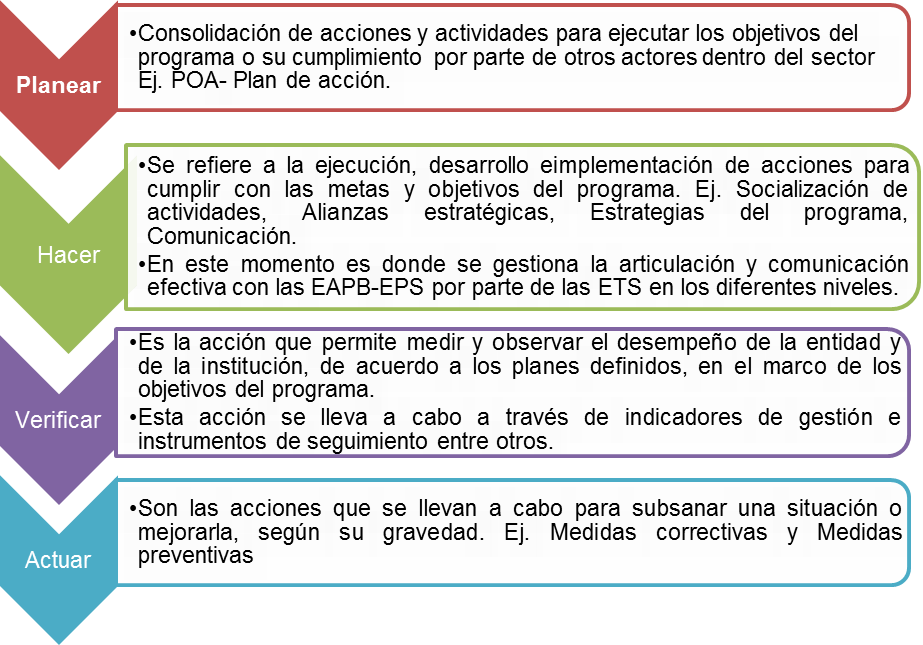 Planear
•Consolidación de acciones y actividades para ejecutar los objetivos del
programa o su cumplimiento por parte de otros actores dentro del sector
Ej. POA- Plan de acción.
Hacer
•Se refiere a la ejecución, desarrollo eimplementación de acciones para
cumplir con las metas y objetivos del programa. Ej. Socialización de
actividades, Alianzas estratégicas, Estrategias del programa,
Comunicación.
•En este momento es donde se gestiona la articulación y comunicación
efectiva con las EAPB-EPS por parte de las ETS en los diferentes niveles.
Verificar
•Es la acción que permite medir y observar el desempeño de la entidad y
de la institución, de acuerdo a los planes definidos, en el marco de los
objetivos del programa.
•Esta acción se lleva a cabo a través de indicadores de gestión e
instrumentos de seguimiento entre otros.
Actuar
•Son las acciones que se llevan a cabo para subsanar una situación o
mejorarla, según su gravedad. Ej. Medidas correctivas y Medidas
preventivas